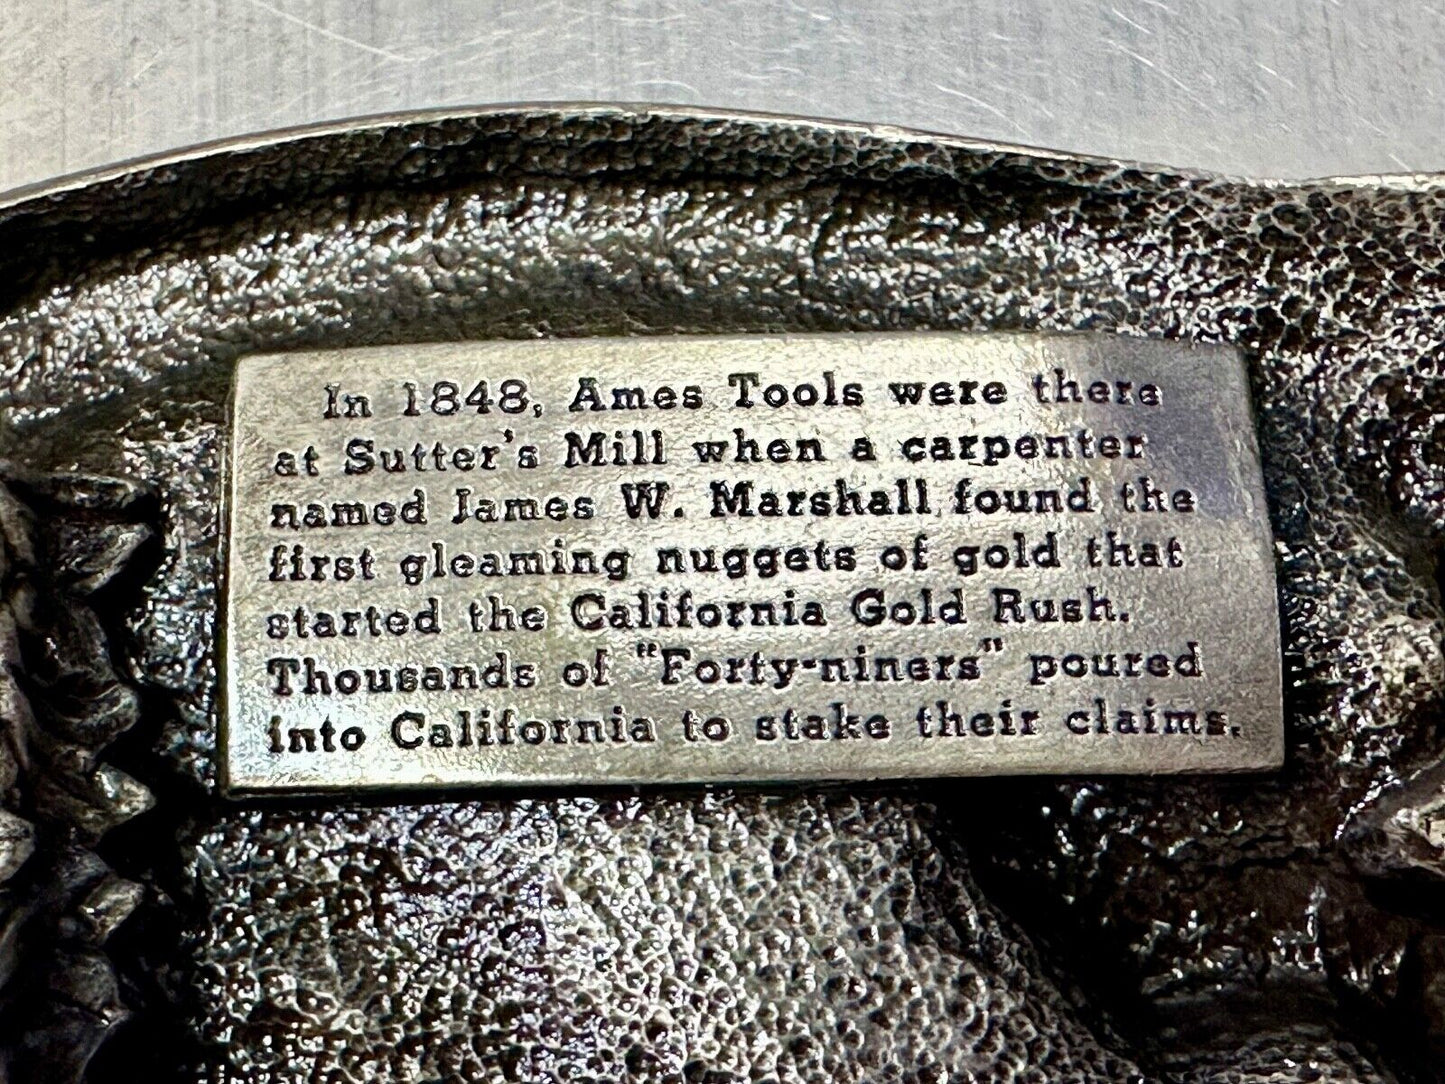 In 1848, Ames Tools were there
at Sutter's Mill when a carpenter
named James W. Marshall found the
first gleaming nuggets of gold that
started the California Gold Rush.
Thousands of "Forty-niners" poured
into California to stake their claims.